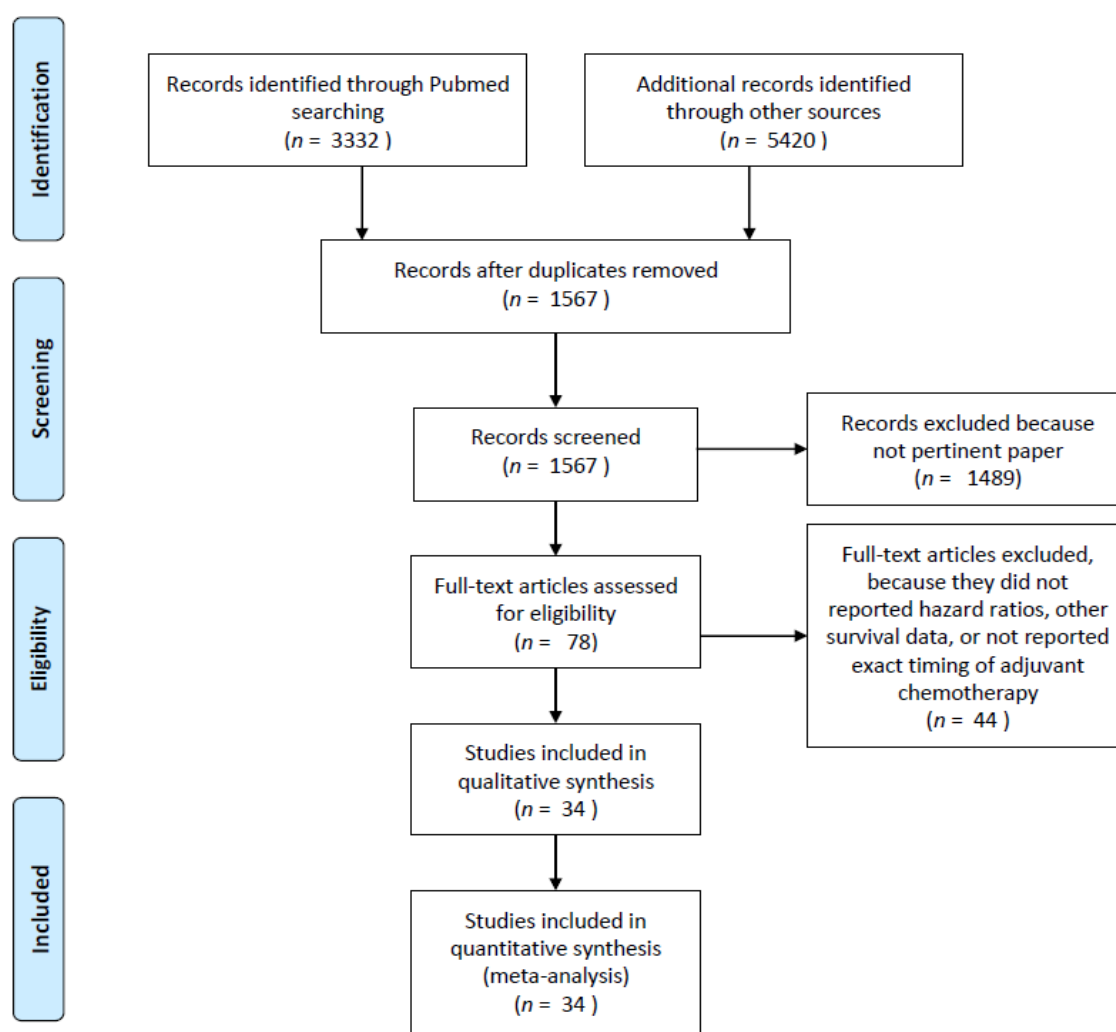 Identification
Records identified through Pubmed
searching
(n = 3332 )
Additional records identified
through other sources
(n = 5420 )
Records after duplicates removed
(n = 1567 )
Screening
Records screened
(n = 1567 )
Records excluded because
not pertinent paper
(n = 1489)
Eligibility
Full-text articles assessed
for eligibility
(n = 78)
Full-text articles excluded,
because they did not
reported hazard ratios, other
survival data, or not reported
exact timing of adjuvant
chemotherapy
(n = 44 )
Studies included in
qualitative synthesis
(n = 34 )
Included
Studies included in
quantitative synthesis
(meta-analysis)
(n = 34 )